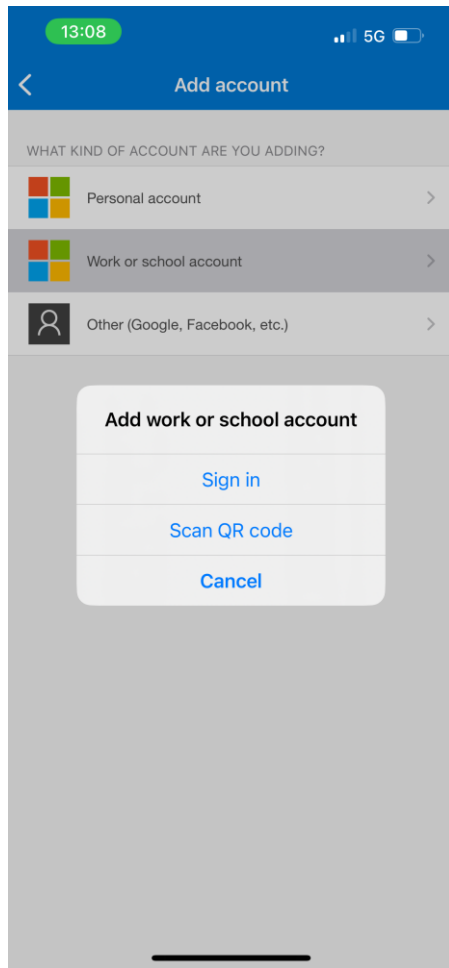 13:08
5G
Add account
WHAT KIND OF ACCOUNT ARE YOU ADDING?
Personal account
Work or school account
Other (Google, Facebook, etc.)
Add work or school account
Sign in
Scan QR code
Cancel